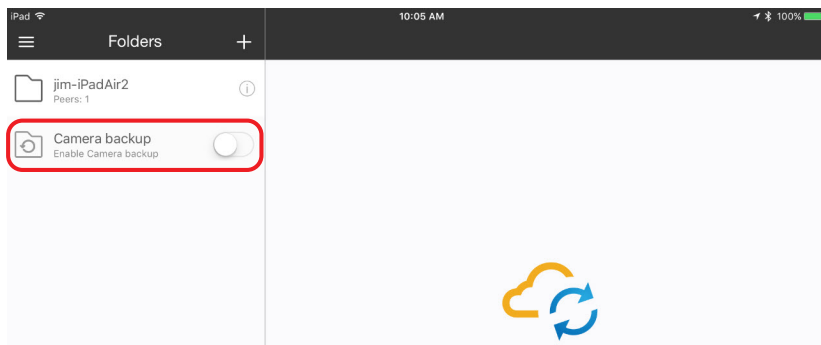 iPad 10:05 AM 100%
Folders +
jim-iPadAir2
Peers: 1
Camera backup
Enable Camera backup